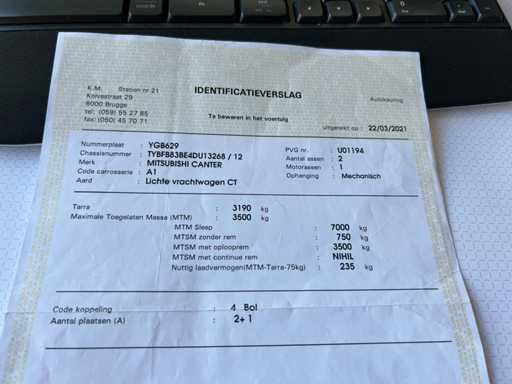 IDENTIFICATIEVERSLAG
Autokeuring
K.M. Station nr 21
Kolvestraat 29
8000 Brugge
tel: (050) 55 27 85
fax: (050) 45 70 71
Te bewaren in het voertuig
uitgereikt op : 22/03/2021
Nummerplaat : YGB629
Chassisnummer : TYBFB83BE4DU13268 / 12
Merk : MITSUBISHI CANTER
Code carrosserie : A1
Aard : Lichte vrachtwagen CT
PVG nr. : U01194
Aantal assen : 2
Motorassen : 1
Ophanging : Mechanisch
Tarra : 3190 kg
Maximale Toegelaten Massa (MTM) : 3500 kg
MTM Sleep : 7000 kg
MTSM zonder rem : 750 kg
MTSM met oplooprem : 3500 kg
MTSM met continue rem : NIHIL
Nuttig laadvermogen(MTM-Tarra-75kg) : 235 kg
Code koppeling : 4 Bol
Aantal plaatsen (A) : 2+ 1